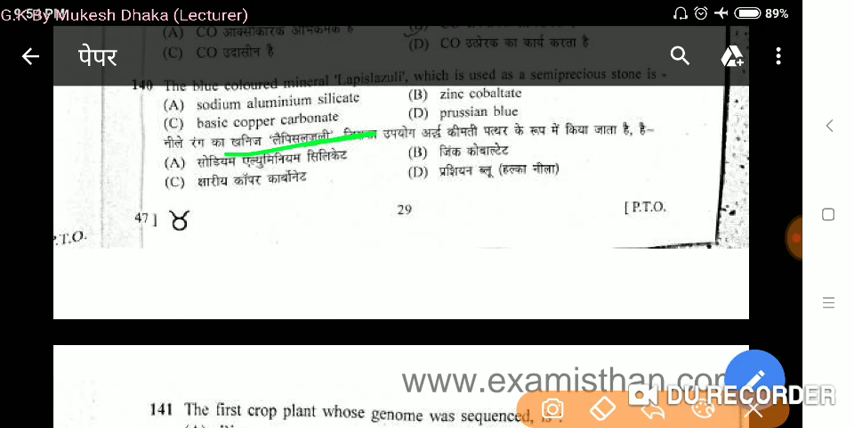 G.K By Mukesh Dhaka (Lecturer)
89%
(A) CO
(B)
पेपर
(C) CO उदासीन है
(D) CO उत्प्रेरक का कार्य करता है
140 The blue coloured mineral 'Lapislazuli', which is used as a semiprecious stone is -
(A) sodium aluminium silicate
(B) zinc cobaltate
(C) basic copper carbonate
(D) prussian blue
नीले रंग का खनिज 'लैपिसलजुली' उपयोग अर्द्ध कीमती पत्थर के रूप में किया जाता है, है–
(A) सोडियम एल्युमिनियम सिलिकेट
(B) जिंक कोबाल्टेट
(C) क्षारीय कॉपर कार्बोनेट
(D) प्रशियन ब्लू (हल्का नीला)
47 ]
29
[ P.T.O.
.T.O.
www.examisthan.com
DU RECORDER
141 The first crop plant whose genome was sequenced,